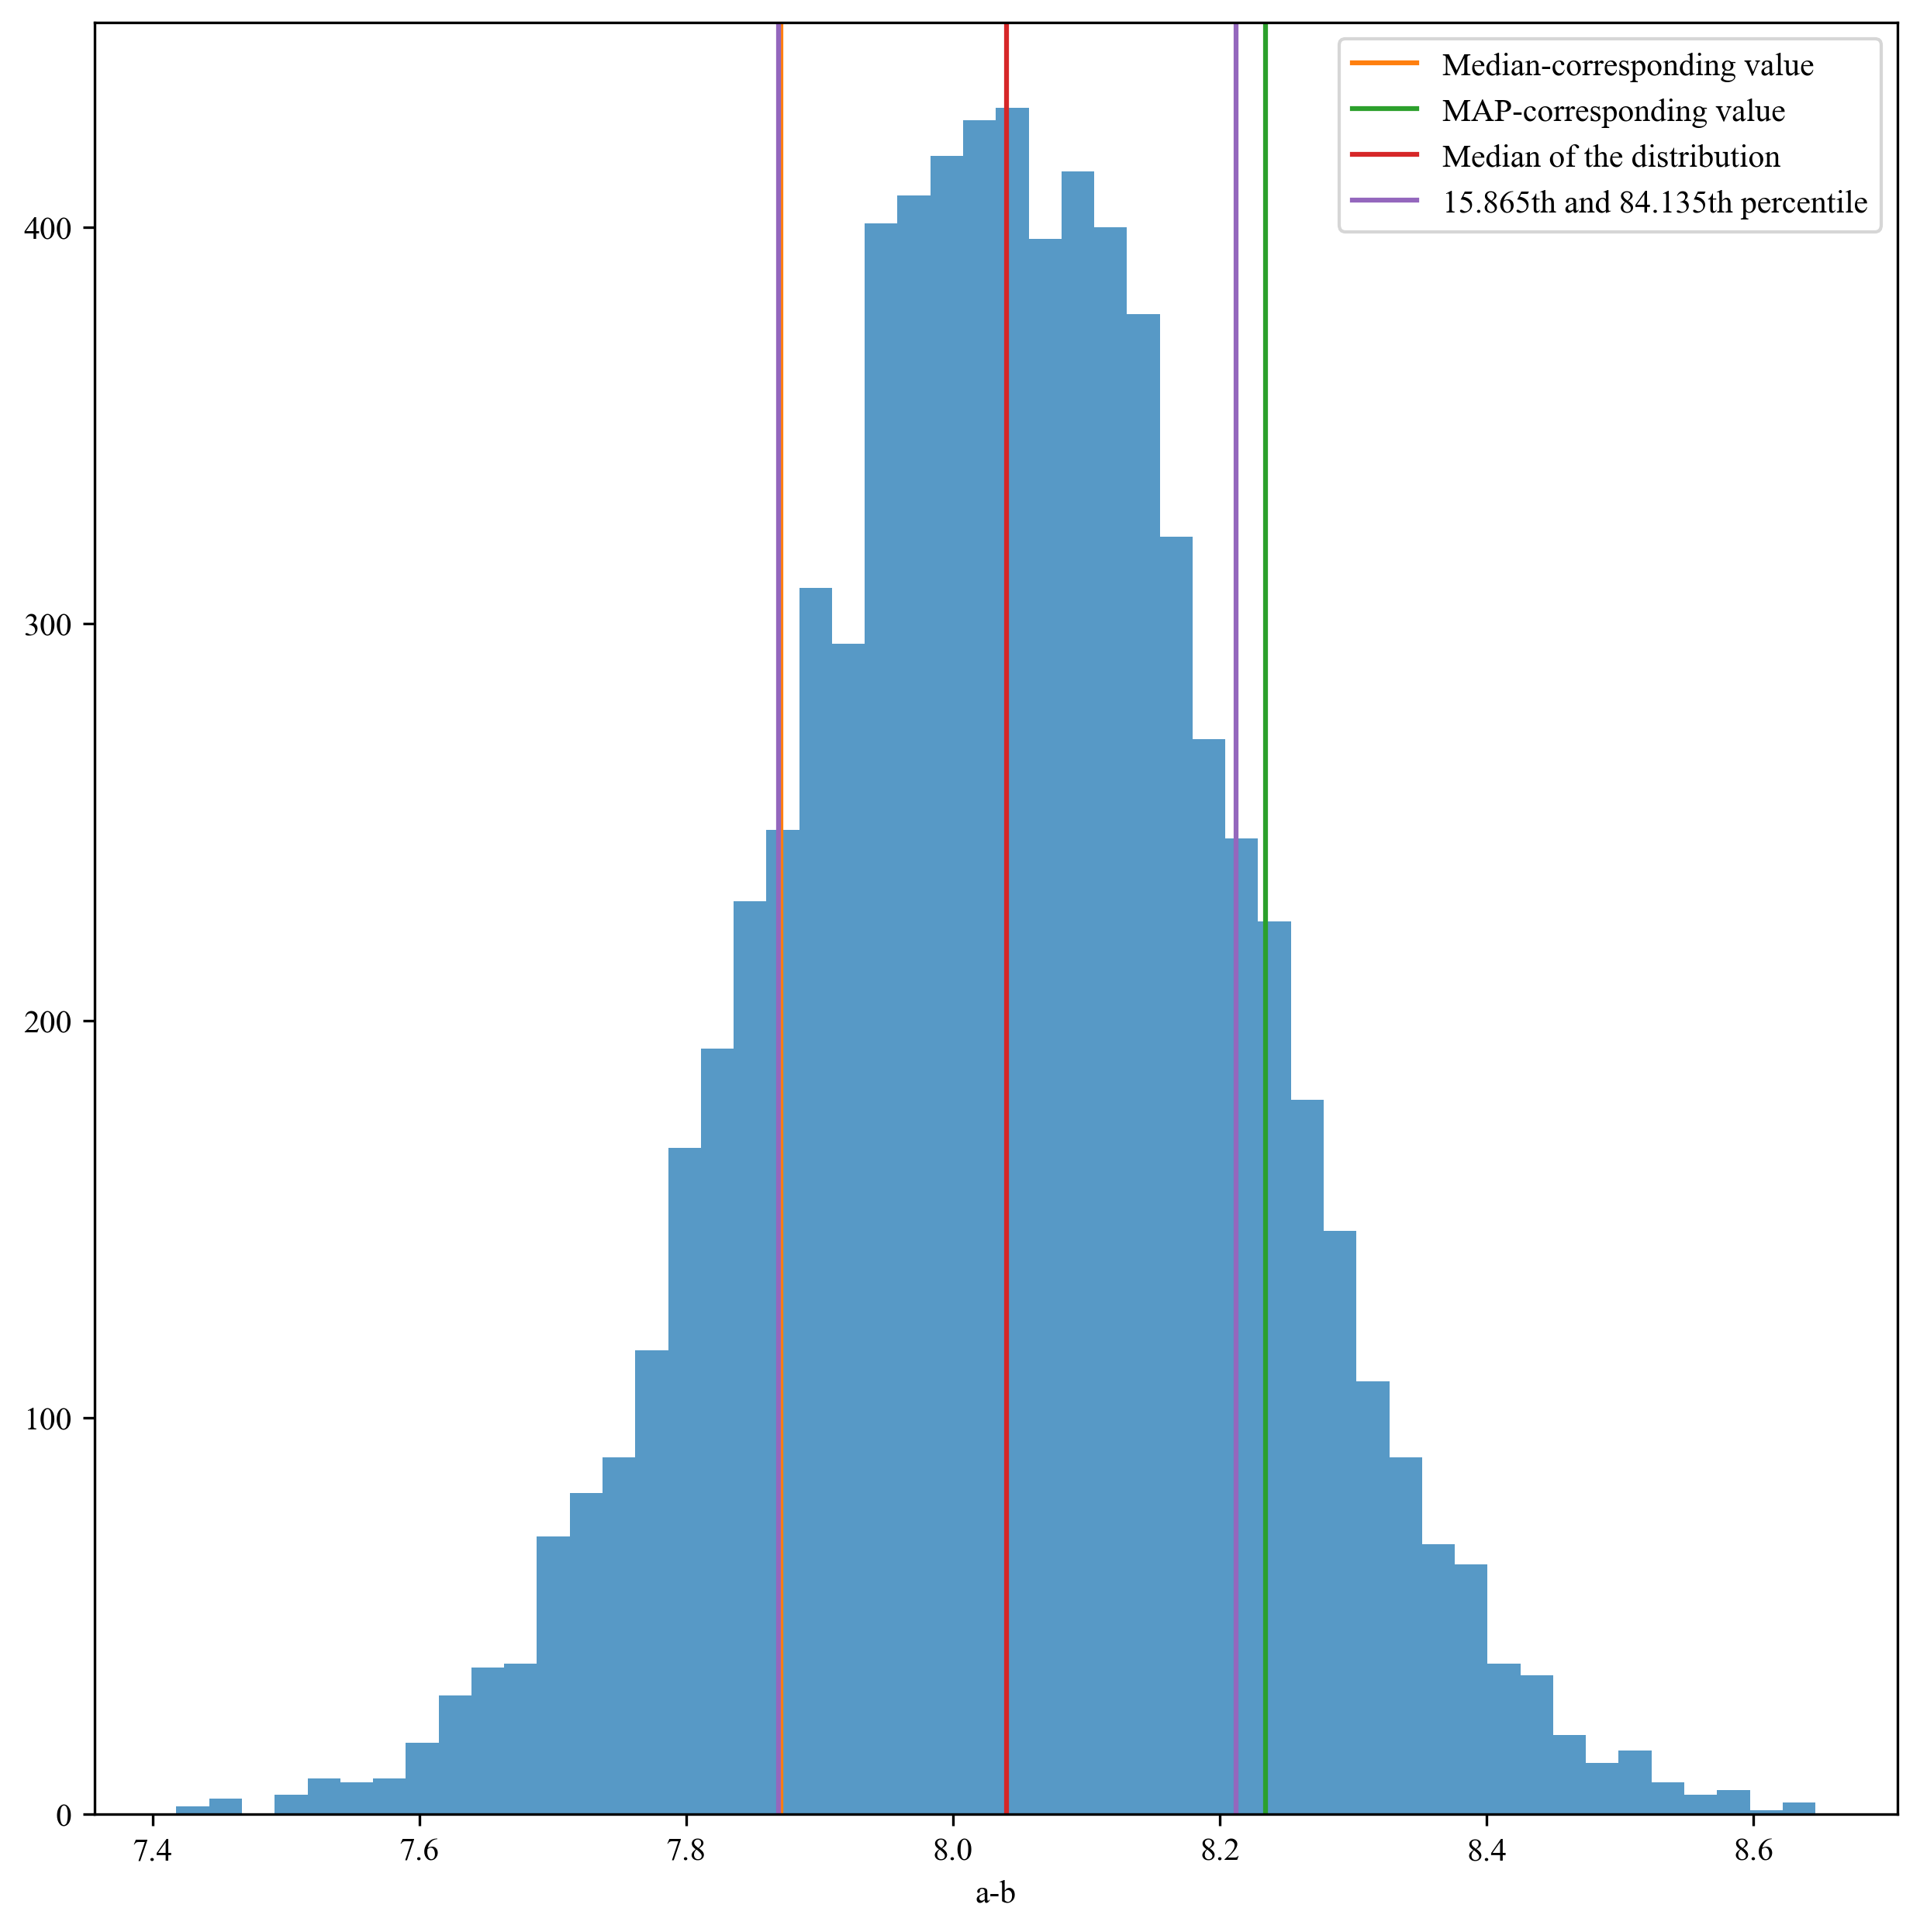 Median-corresponding value
MAP-corresponding value
Median of the distribution
15.865th and 84.135th percentile
400
300
200
100
0
7.4 7.6 7.8 8.0 8.2 8.4 8.6
a-b